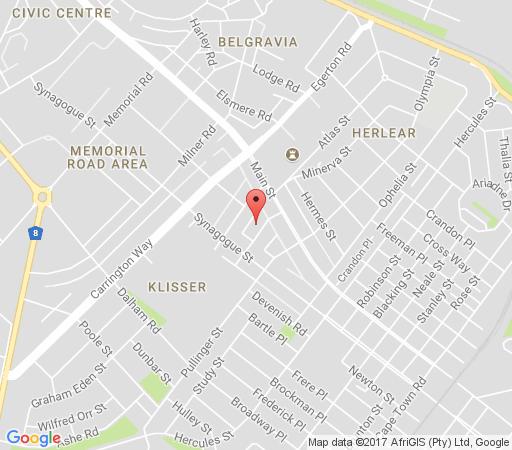 CIVIC CENTRE
BELGRAVIA
Harley Rd
Lodge Rd
Egerton Rd
Elsmere Rd
Memorial Rd
Synagogue St
Milner Rd
MEMORIAL
ROAD AREA
Olympia St
Hercules St
Atlas St
HERLEAR
Thalia St
Minerva St
Main St
Ariadne Dr
Ophelia St
Hermes St
Crandon Pl
Cross Way
Freeman Pl
Crandon Pl
8
Synagogue St
Carrington Way
Robinson St
Blacking St
Neale St
Stanley St
Rose St
KLISSER
Dalham Rd
Devenish Rd
Bartle Pl
Poole St
Dunbar St
Pullinger St
Study St
Frere Pl
Newton St
Cape Town Rd
Graham Eden St
Brockman Pl
Frederick Pl
Broadway Pl
Wilfred Orr St
Hulley St
Hercules St
Ashe Rd
Google
Map data ©2017 AfriGIS (Pty) Ltd, Google